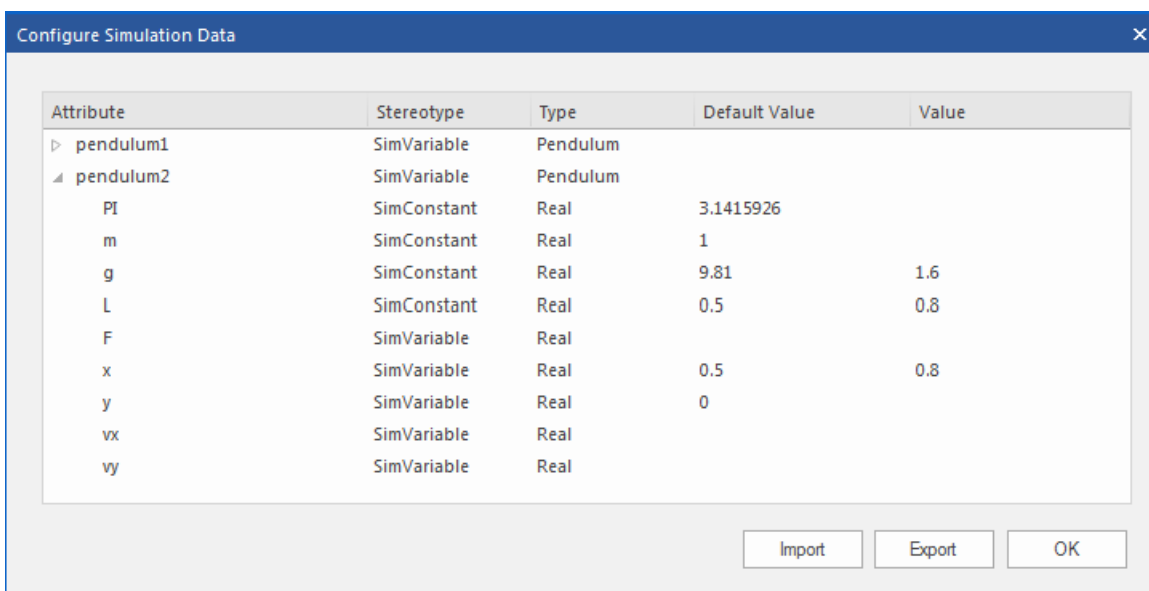 Configure Simulation Data
Attribute Stereotype Type Default Value Value
pendulum1 SimVariable Pendulum
pendulum2 SimVariable Pendulum
PI SimConstant Real 3.1415926
m SimConstant Real 1
g SimConstant Real 9.81 1.6
L SimConstant Real 0.5 0.8
F SimVariable Real
x SimVariable Real 0.5 0.8
y SimVariable Real 0
vx SimVariable Real
vy SimVariable Real
Import Export OK